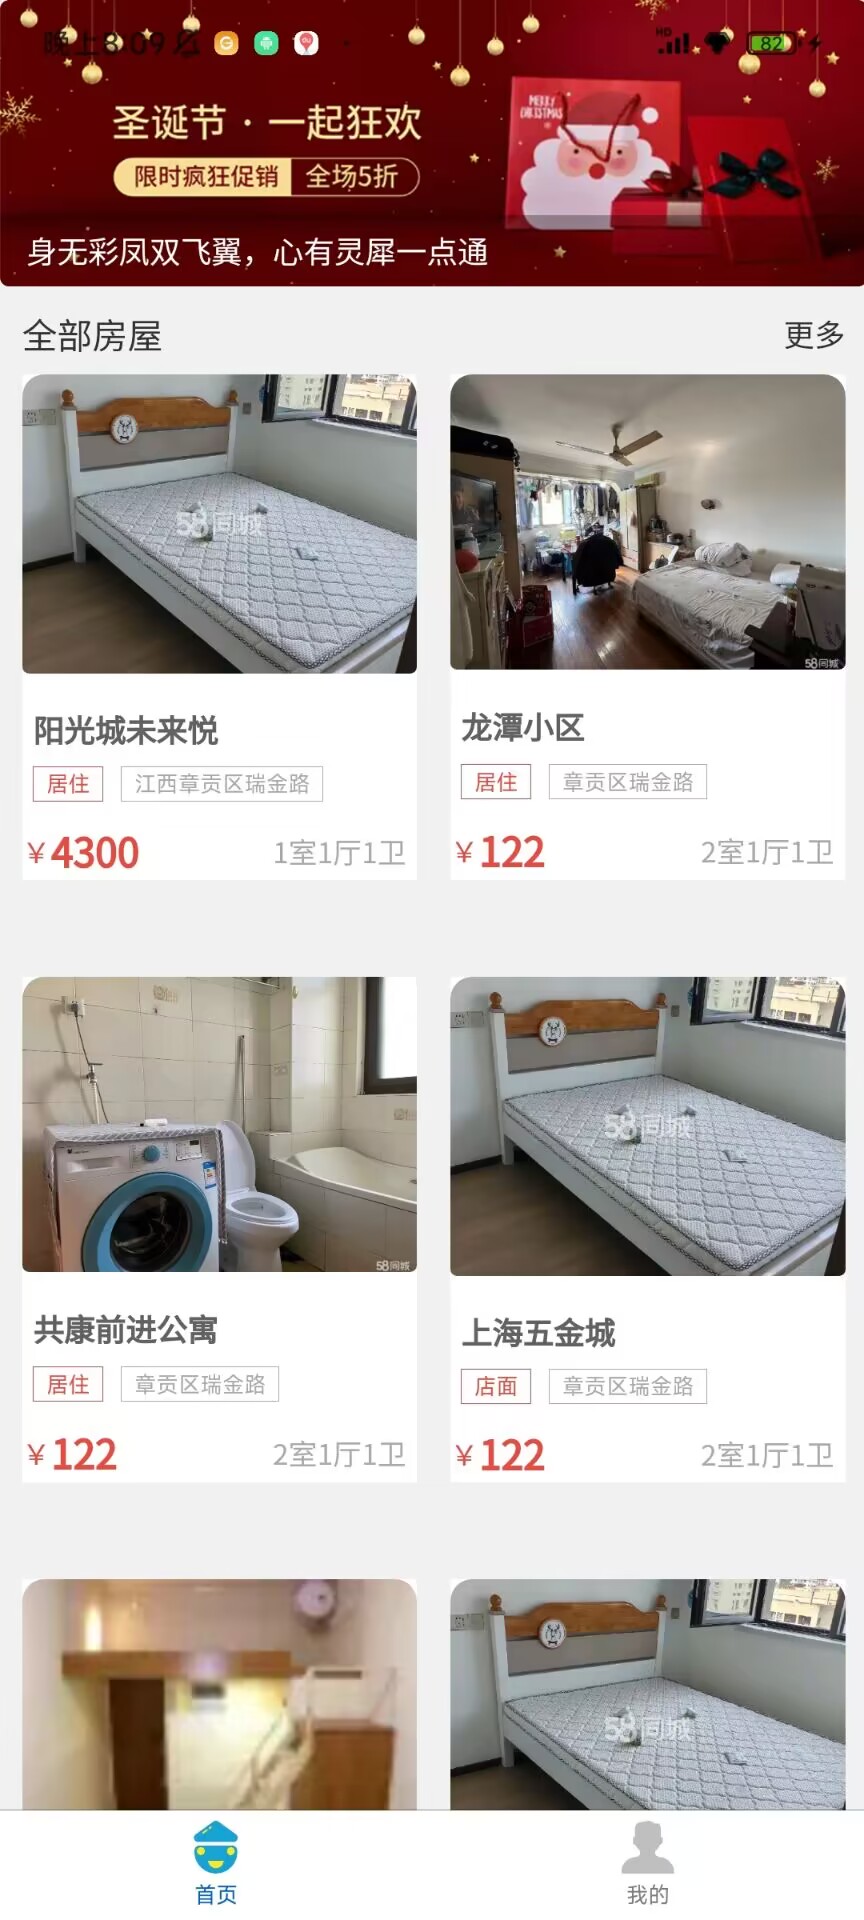 晚上8:09
HD
82
圣诞节·一起狂欢
限时疯狂促销 全场5折
MERRY
CHRISTMAS
身无彩凤双飞翼，心有灵犀一点通
全部房屋 更多
58同城
58同城
阳光城未来悦
居住 江西章贡区瑞金路
¥4300 1室1厅1卫
龙潭小区
居住 章贡区瑞金路
¥122 2室1厅1卫
58同城
58同城
共康前进公寓
居住 章贡区瑞金路
¥122 2室1厅1卫
上海五金城
店面 章贡区瑞金路
¥122 2室1厅1卫
58同城
首页 我的